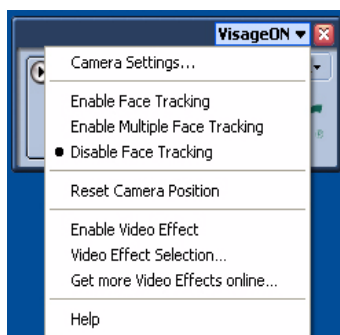 VisageON
Camera Settings...
Enable Face Tracking
Enable Multiple Face Tracking
Disable Face Tracking
Reset Camera Position
Enable Video Effect
Video Effect Selection...
Get more Video Effects online...
Help